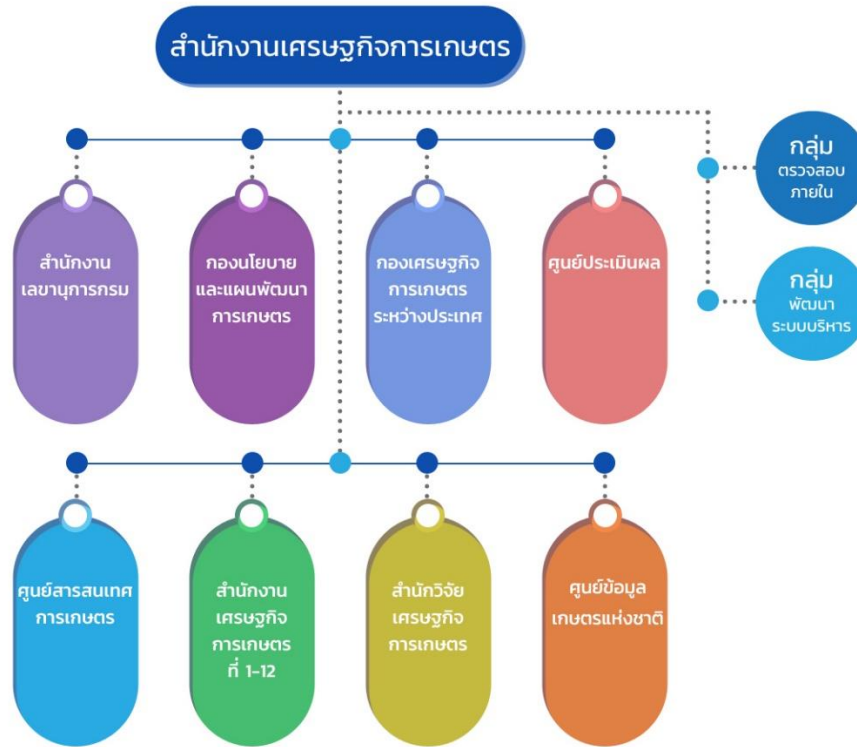 สำนักงานเศรษฐกิจการเกษตร
กลุ่ม
ตรวจสอบ
ภายใน
กลุ่ม
พัฒนา
ระบบบริหาร
สำนักงาน
เลขานุการกรม
กองนโยบาย
และแผนพัฒนา
การเกษตร
กองเศรษฐกิจ
การเกษตร
ระหว่างประเทศ
ศูนย์ประเมินผล
ศูนย์สารสนเทศ
การเกษตร
สำนักงาน
เศรษฐกิจ
การเกษตร
ที่ 1-12
สำนักวิจัย
เศรษฐกิจ
การเกษตร
ศูนย์ข้อมูล
เกษตรแห่งชาติ